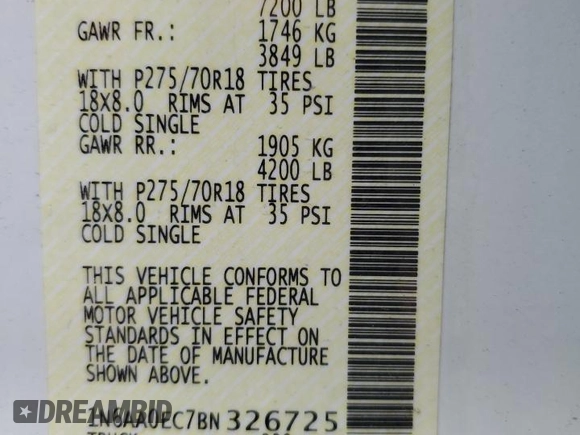 7200 LB
GAWR FR.: 1746 KG
3849 LB
WITH P275/70R18 TIRES
18X8.0 RIMS AT 35 PSI
COLD SINGLE
GAWR RR.: 1905 KG
4200 LB
WITH P275/70R18 TIRES
18X8.0 RIMS AT 35 PSI
COLD SINGLE
THIS VEHICLE CONFORMS TO
ALL APPLICABLE FEDERAL
MOTOR VEHICLE SAFETY
STANDARDS IN EFFECT ON
THE DATE OF MANUFACTURE
SHOWN ABOVE.
1N6AA0EC7BN326725
DREAMBID
TRUCK